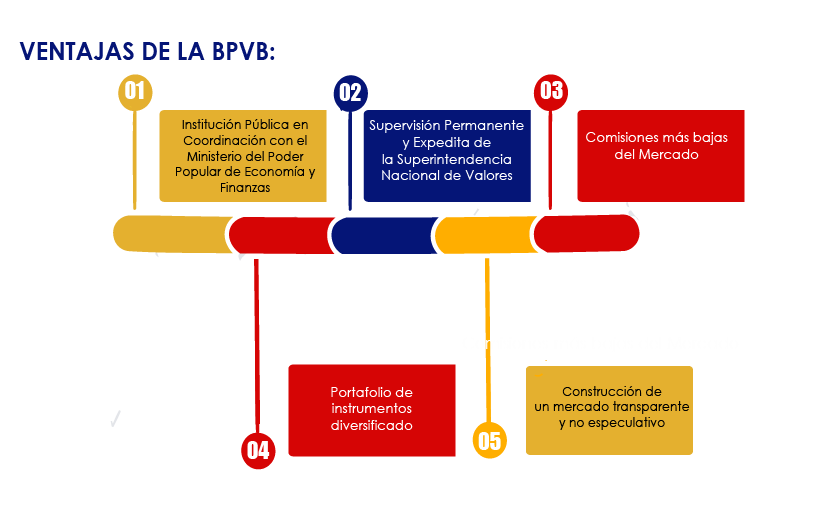 VENTAJAS DE LA BPVB:
01
Institución Pública en
Coordinación con el
Ministerio del Poder
Popular de Economía y
Finanzas
02
Supervisión Permanente
y Expedita de
la Superintendencia
Nacional de Valores
03
Comisiones más bajas
del Mercado
04
Portafolio de
instrumentos
diversificado
05
Construcción de
un mercado transparente
y no especulativo